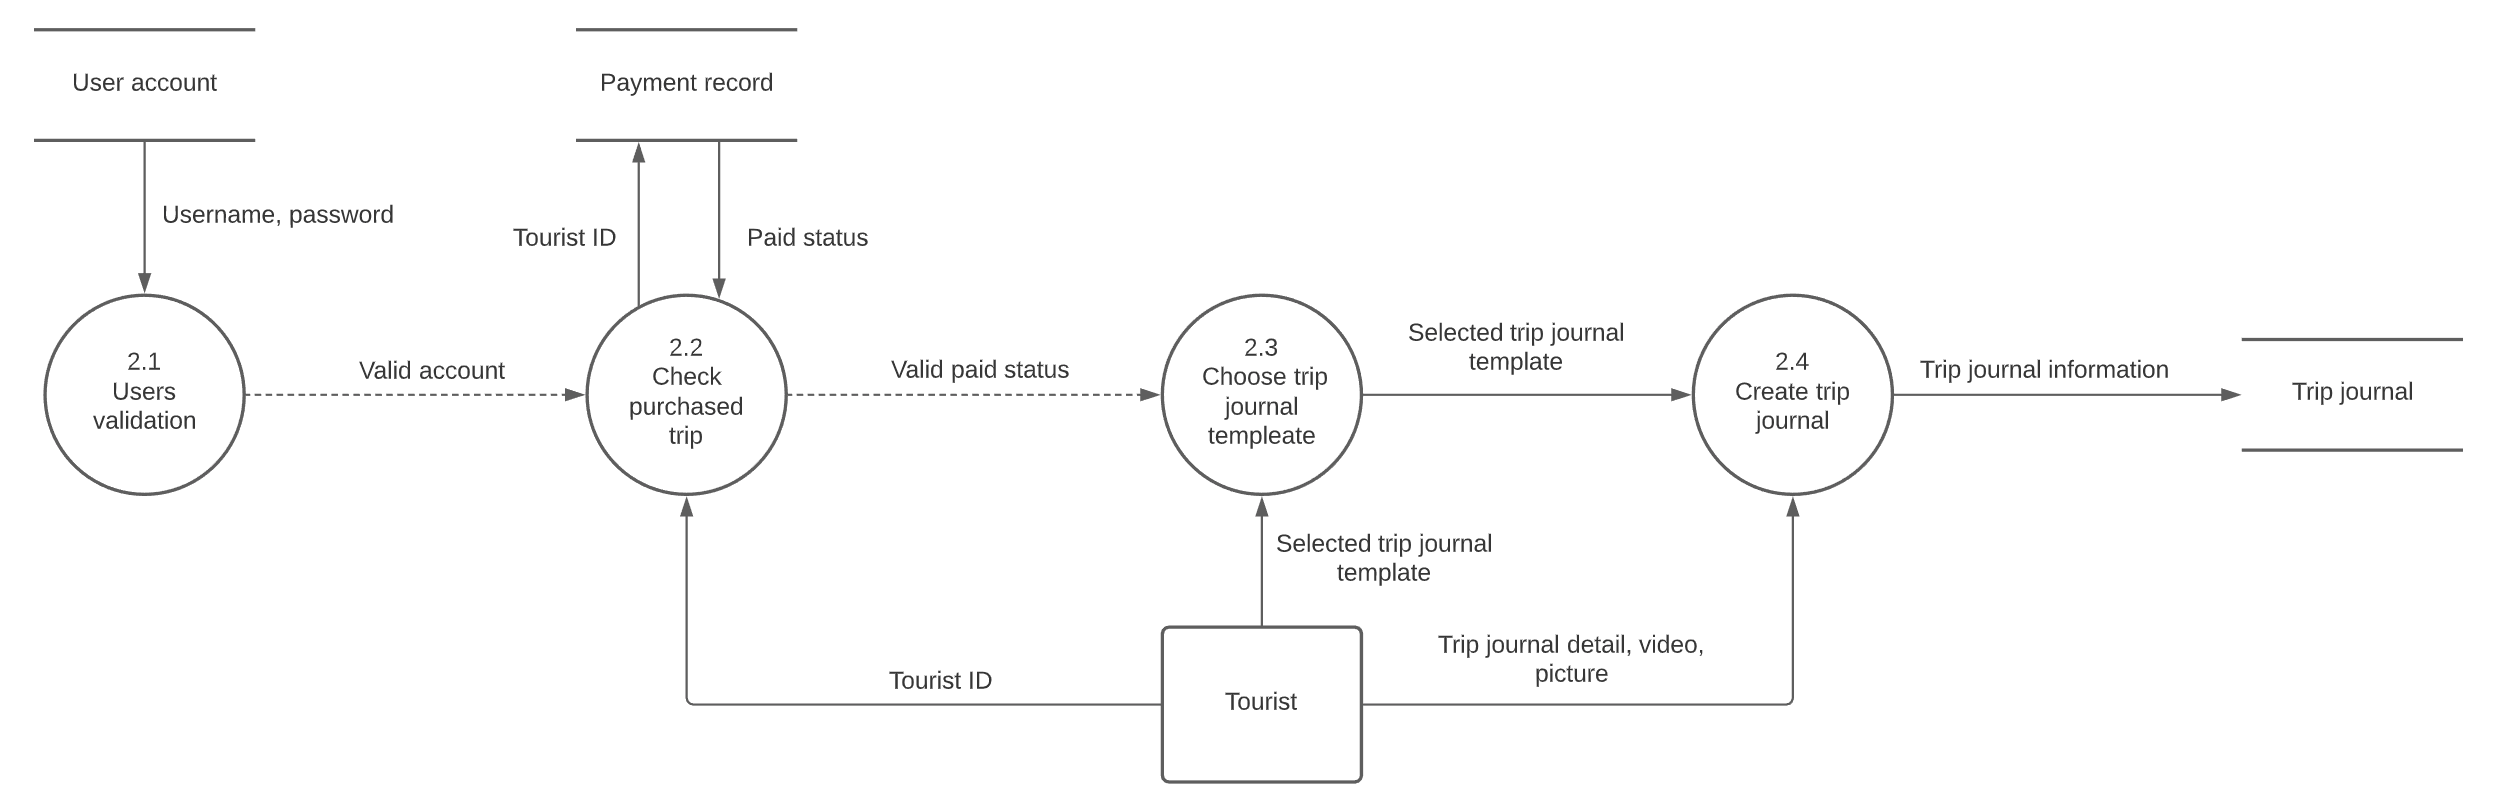 User account
Payment record
Username, password
Tourist ID
Paid status
2.1
Users
validation
Valid account
2.2
Check
purchased
trip
Valid paid status
2.3
Choose trip
journal
templeate
Selected trip journal
template
2.4
Create trip
journal
Trip journal information
Trip journal
Selected trip journal
template
Tourist ID
Tourist
Trip journal detail, video,
picture